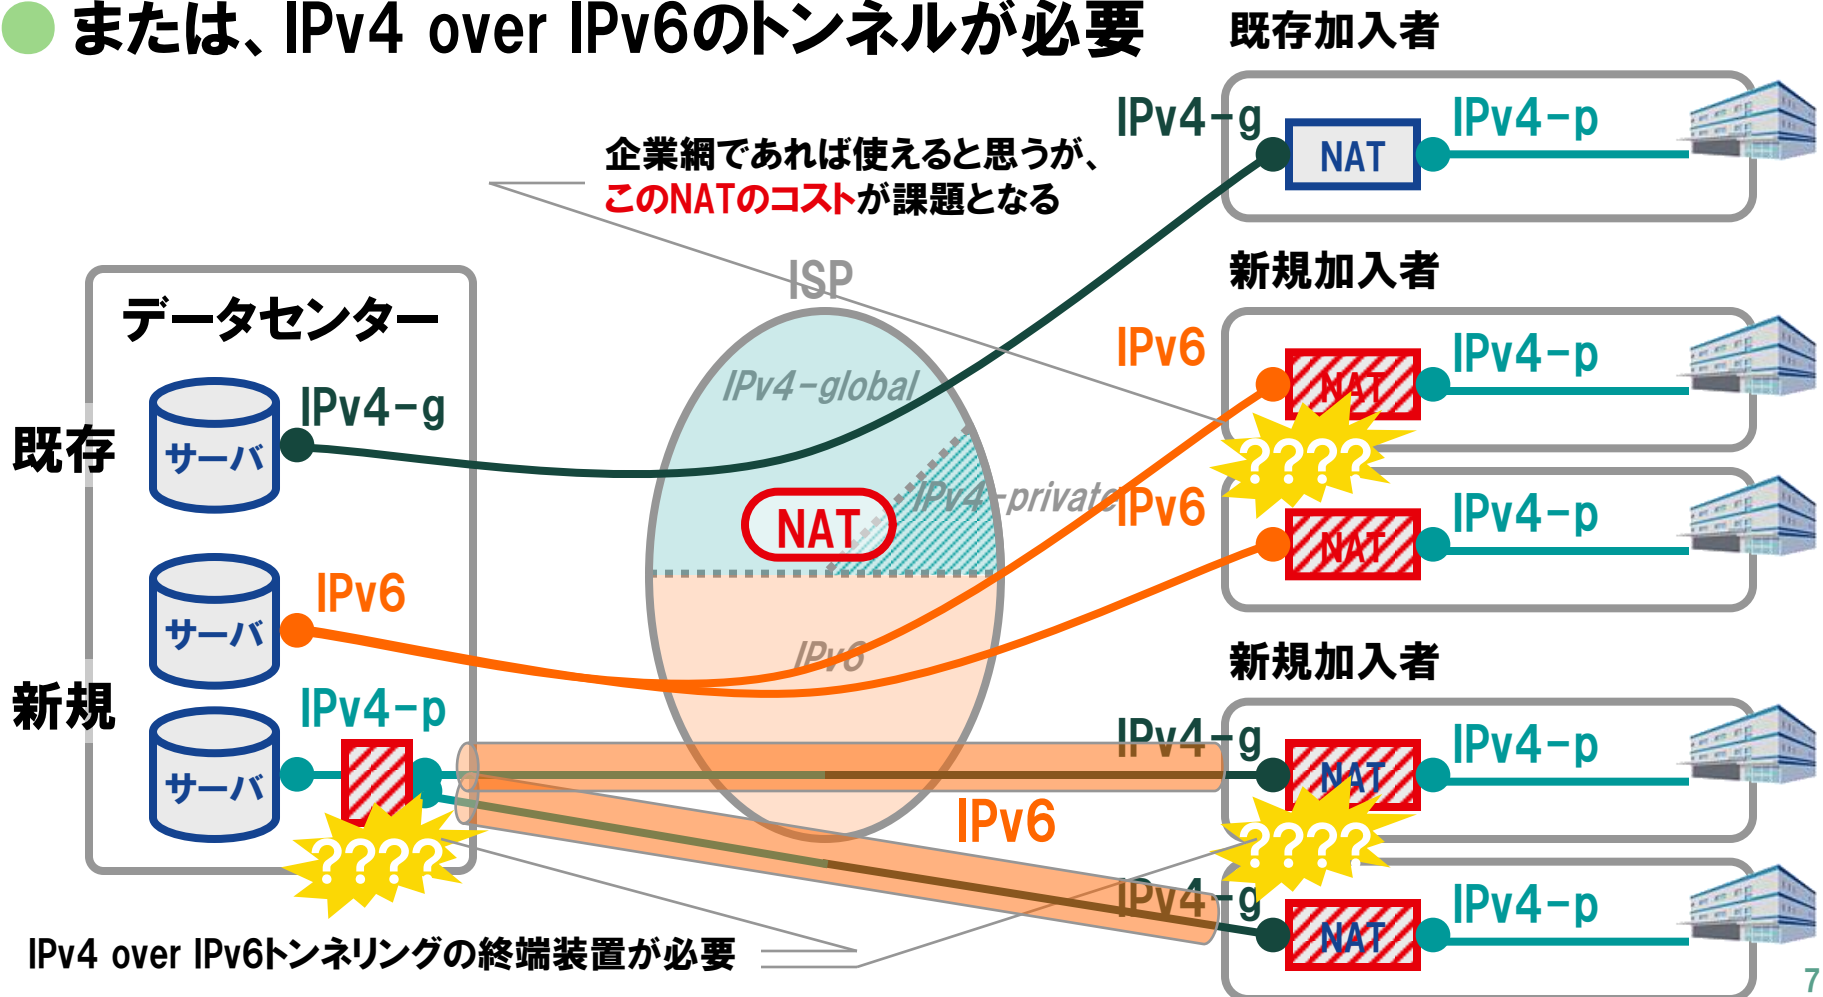 または、IPv4 over IPv6のトンネルが必要
既存加入者
IPv4-g
NAT
IPv4-p
企業網であれば使えると思うが、
このNATのコストが課題となる
新規加入者
ISP
データセンター
IPv6
NAT
IPv4-p
????
IPv4-global
IPv4-g
既存
サーバ
IPv4-private
IPv6
NAT
IPv4-p
NAT
IPv6
サーバ
IPv6
新規加入者
新規
IPv4-p
サーバ
????
IPv4-g
NAT
IPv4-p
????
IPv6
IPv4-g
NAT
IPv4-p
IPv4 over IPv6トンネリングの終端装置が必要
7